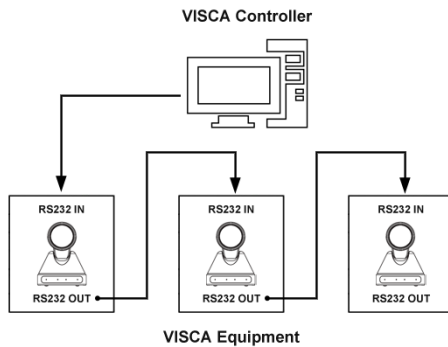 VISCA Controller
RS232 IN
RS232 IN
RS232 IN
RS232 OUT
RS232 OUT
RS232 OUT
VISCA Equipment